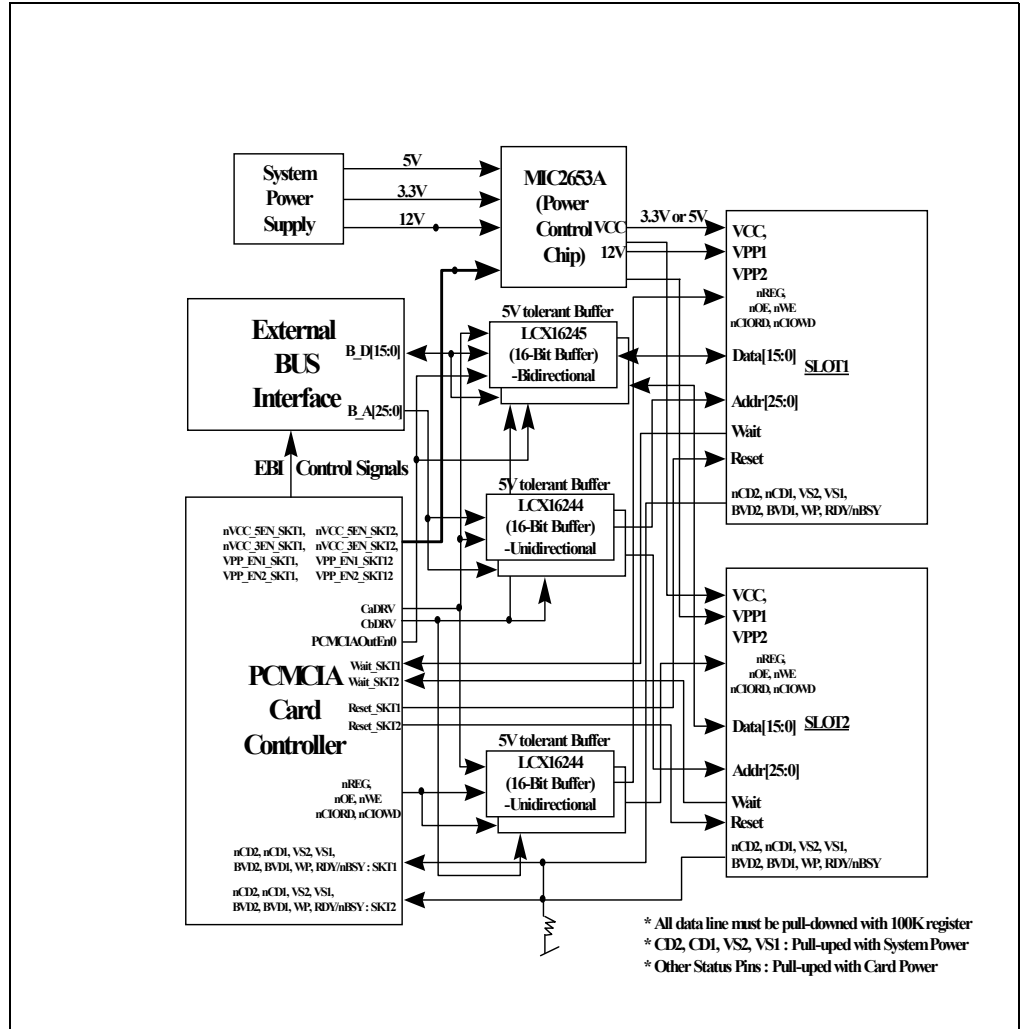 System
Power
Supply
5V
3.3V
12V
MIC2653A
(Power
Control
Chip)
VCC
12V
3.3V or 5V
VCC,
VPP1
VPP2
nREG,
nOE, nWE
nCIORD, nCIOWD
Data[15:0]
SLOT1
Addr[25:0]
Wait
Reset
nCD2, nCD1, VS2, VS1,
BVD2, BVD1, WP, RDY/nBSY
External
BUS
Interface
B_D[15:0]
B_A[25:0]
5V tolerant Buffer
LCX16245
(16-Bit Buffer)
-Bidirectional
EBI Control Signals
5V tolerant Buffer
LCX16244
(16-Bit Buffer)
-Unidirectional
nVCC_5EN_SKT1, nVCC_5EN_SKT2,
nVCC_3EN_SKT1, nVCC_3EN_SKT2,
VPP_EN1_SKT1, VPP_EN1_SKT12
VPP_EN2_SKT1, VPP_EN2_SKT12
CaDRV
CbDRV
PCMCIAOutEn0
PCMCIA
Card
Controller
Wait_SKT1
Wait_SKT2
Reset_SKT1
Reset_SKT2
nREG,
nOE, nWE
nCIORD, nCIOWD
nCD2, nCD1, VS2, VS1,
BVD2, BVD1, WP, RDY/nBSY : SKT1
nCD2, nCD1, VS2, VS1,
BVD2, BVD1, WP, RDY/nBSY : SKT2
5V tolerant Buffer
LCX16244
(16-Bit Buffer)
-Unidirectional
VCC,
VPP1
VPP2
nREG,
nOE, nWE
nCIORD, nCIOWD
Data[15:0]
SLOT2
Addr[25:0]
Wait
Reset
nCD2, nCD1, VS2, VS1,
BVD2, BVD1, WP, RDY/nBSY
* All data line must be pull-downed with 100K register
* CD2, CD1, VS2, VS1 : Pull-uped with System Power
* Other Status Pins : Pull-uped with Card Power